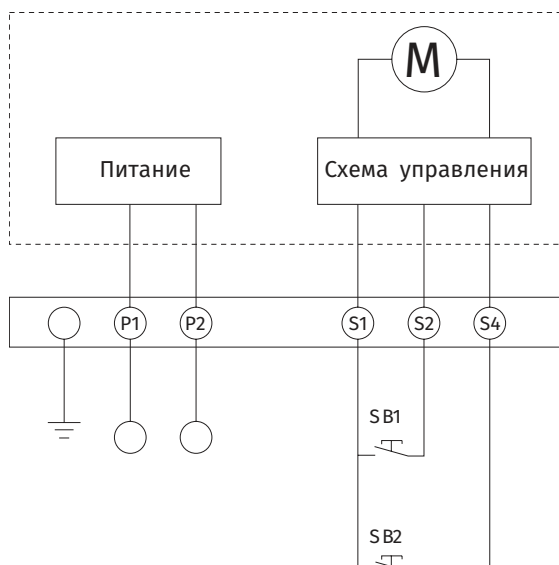 M
Питание
Схема управления
P1 P2 S1 S2 S4
SB1
SB2